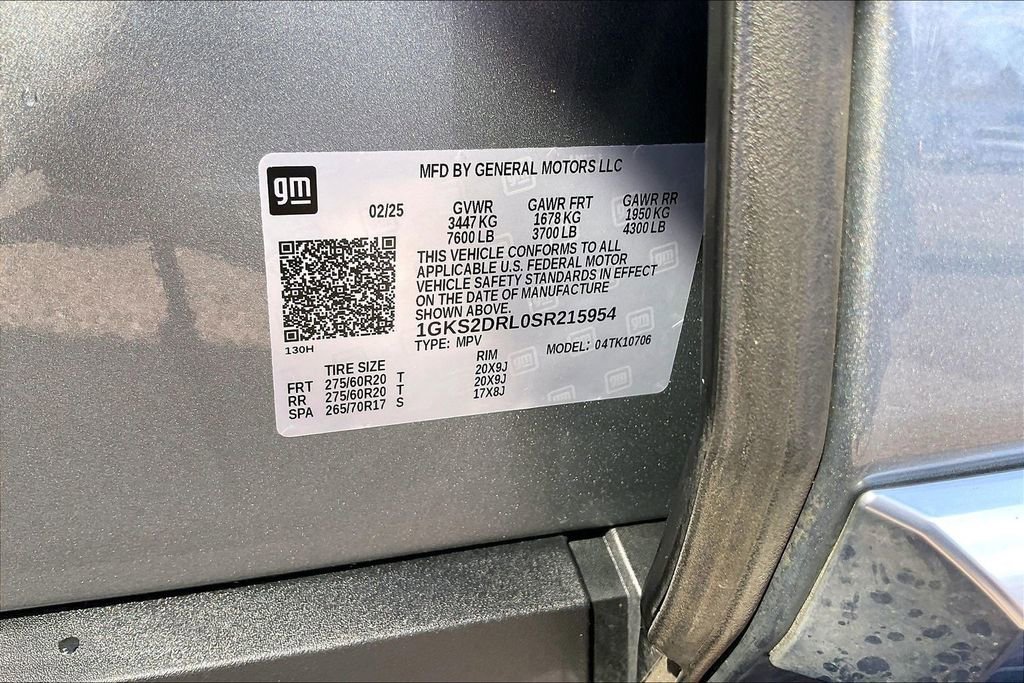 gm
MFD BY GENERAL MOTORS LLC
02/25
GVWR GAWR FRT GAWR RR
3447 KG 1678 KG 1950 KG
7600 LB 3700 LB 4300 LB
THIS VEHICLE CONFORMS TO ALL
APPLICABLE U.S. FEDERAL MOTOR
VEHICLE SAFETY STANDARDS IN EFFECT
ON THE DATE OF MANUFACTURE
SHOWN ABOVE.
1GKS2DRL0SR215954
TYPE: MPV MODEL: 04TK10706
130H
TIRE SIZE RIM
FRT 275/60R20 T 20X9J
RR 275/60R20 T 20X9J
SPA 265/70R17 S 17X8J